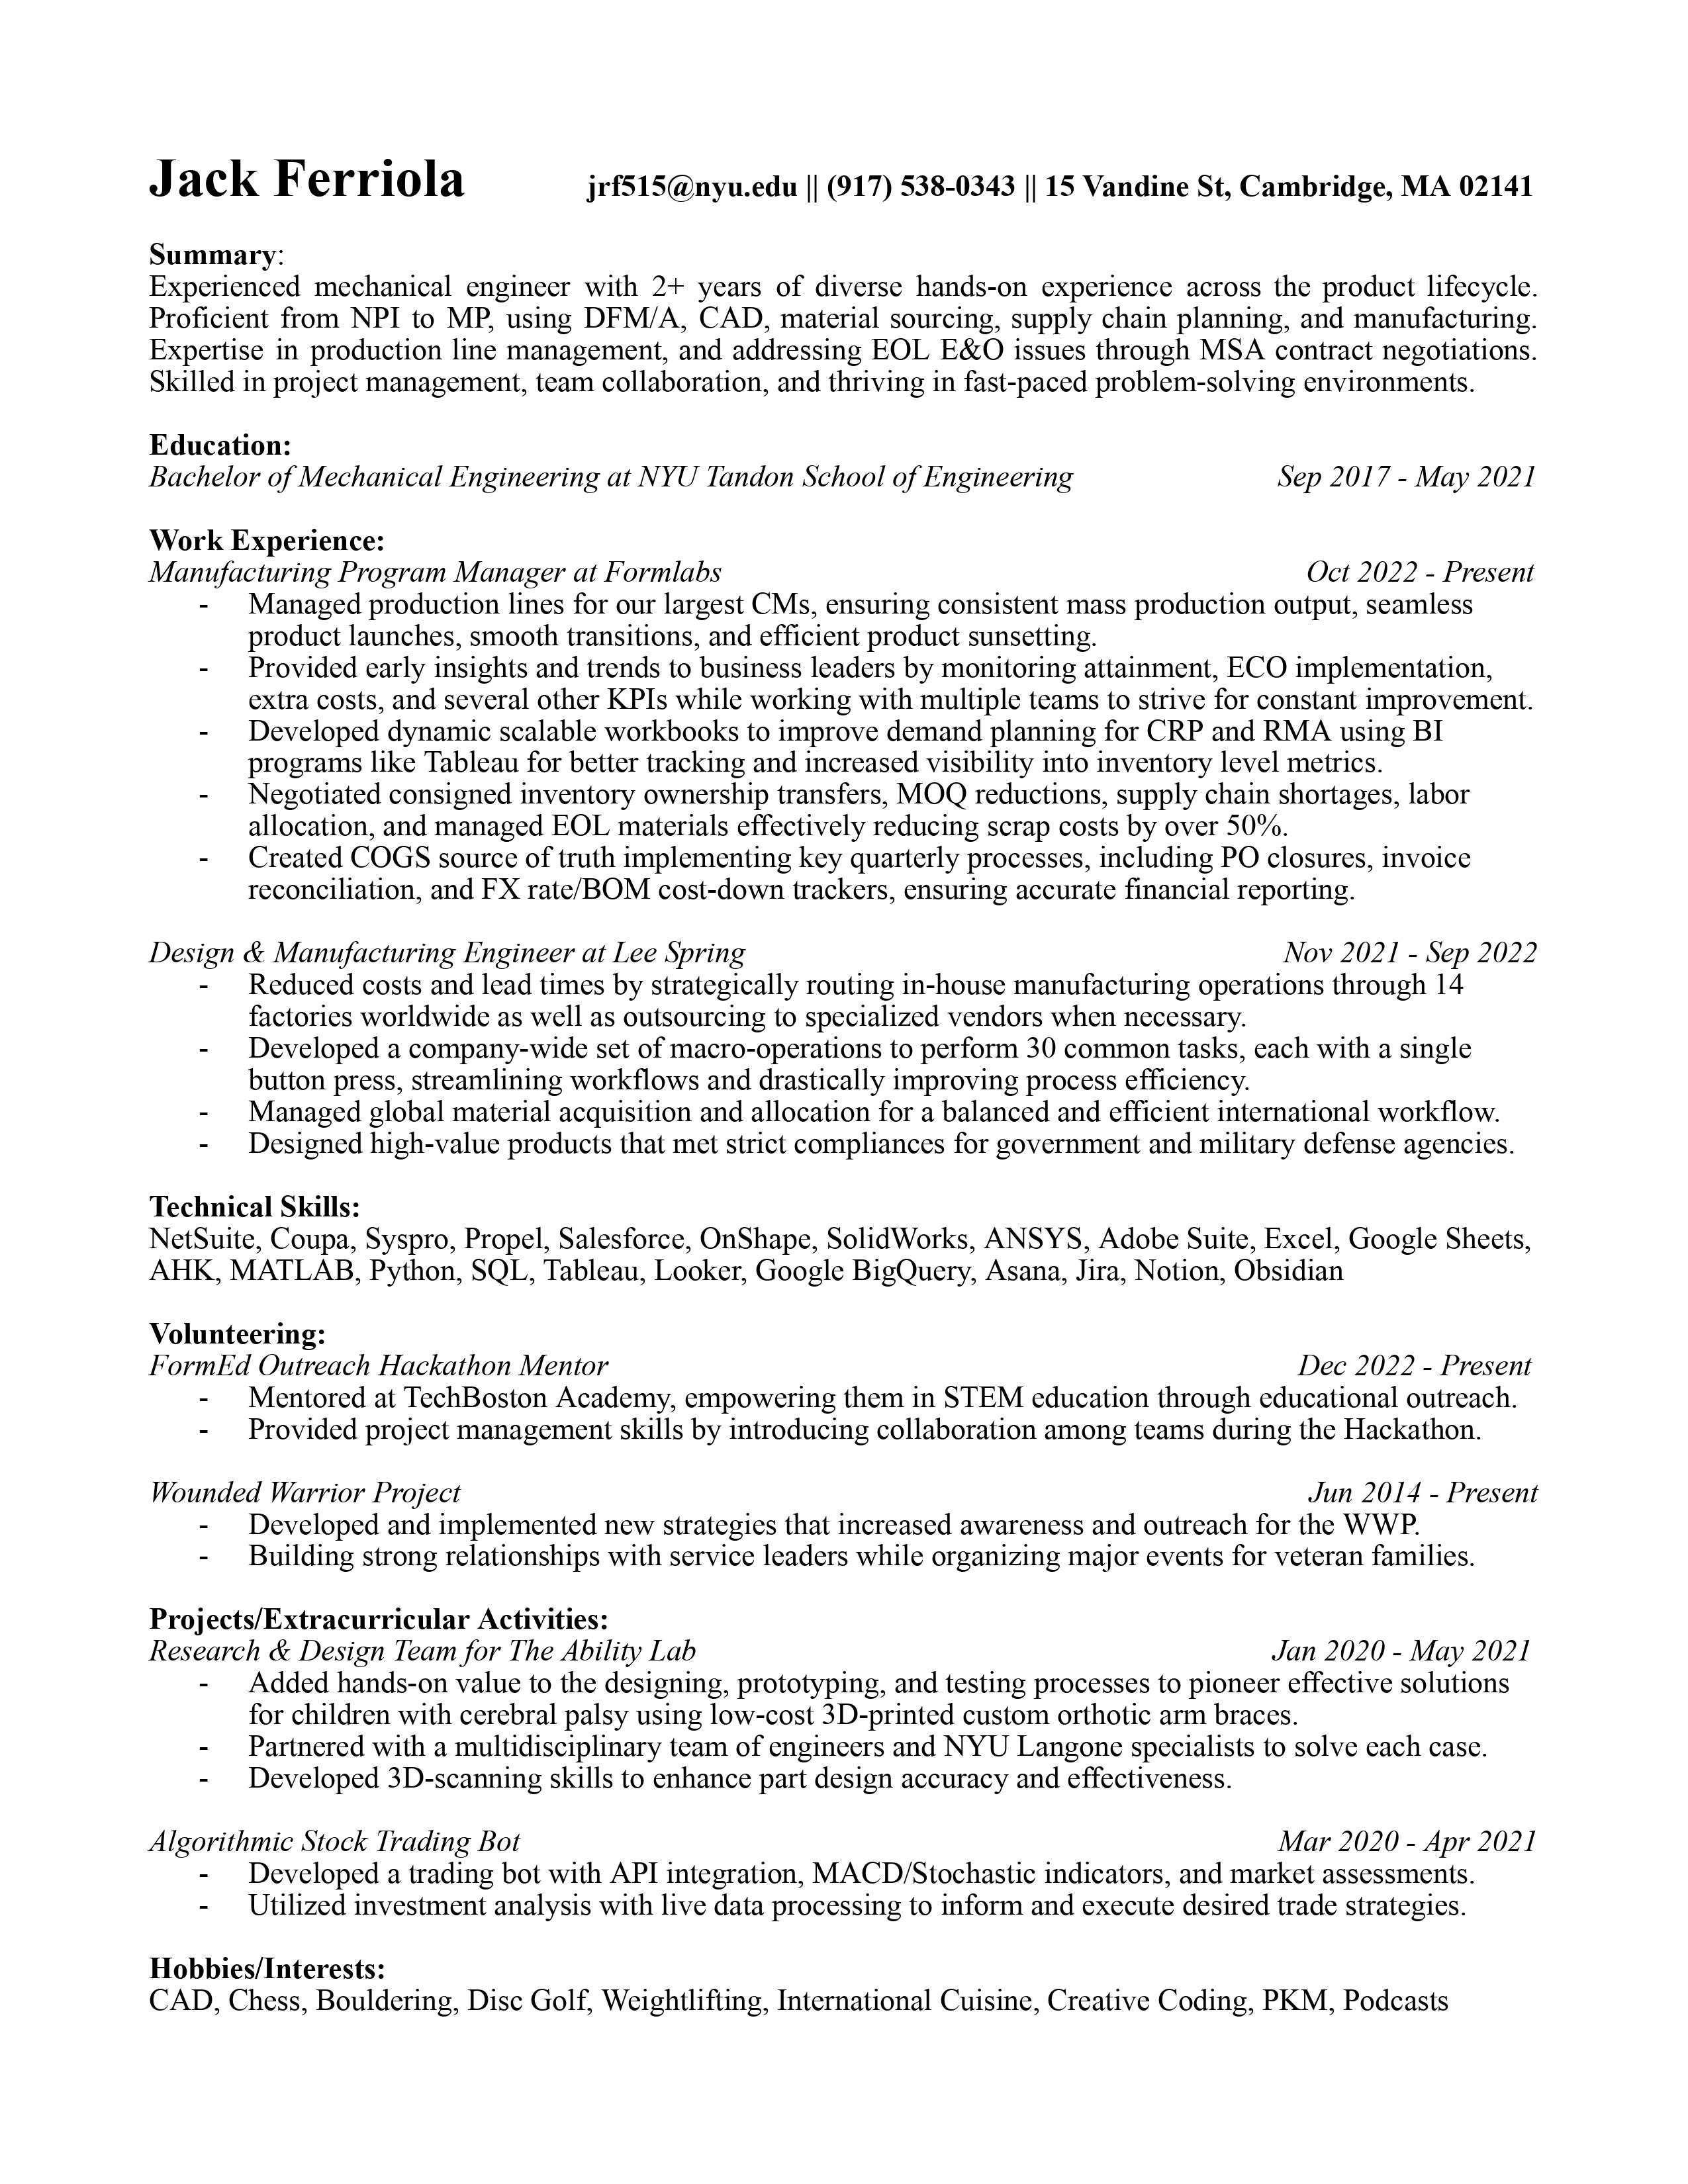 Jack Ferriola jrf515@nyu.edu || (917) 538-0343 || 15 Vandine St, Cambridge, MA 02141
Summary:
Experienced mechanical engineer with 2+ years of diverse hands-on experience across the product lifecycle.
Proficient from NPI to MP, using DFM/A, CAD, material sourcing, supply chain planning, and manufacturing.
Expertise in production line management, and addressing EOL E&O issues through MSA contract negotiations.
Skilled in project management, team collaboration, and thriving in fast-paced problem-solving environments.
Education:
Bachelor of Mechanical Engineering at NYU Tandon School of Engineering Sep 2017 - May 2021
Work Experience:
Manufacturing Program Manager at Formlabs Oct 2022 - Present
- Managed production lines for our largest CMs, ensuring consistent mass production output, seamless
product launches, smooth transitions, and efficient product sunsetting.
- Provided early insights and trends to business leaders by monitoring attainment, ECO implementation,
extra costs, and several other KPIs while working with multiple teams to strive for constant improvement.
- Developed dynamic scalable workbooks to improve demand planning for CRP and RMA using BI
programs like Tableau for better tracking and increased visibility into inventory level metrics.
- Negotiated consigned inventory ownership transfers, MOQ reductions, supply chain shortages, labor
allocation, and managed EOL materials effectively reducing scrap costs by over 50%.
- Created COGS source of truth implementing key quarterly processes, including PO closures, invoice
reconciliation, and FX rate/BOM cost-down trackers, ensuring accurate financial reporting.
Design & Manufacturing Engineer at Lee Spring Nov 2021 - Sep 2022
- Reduced costs and lead times by strategically routing in-house manufacturing operations through 14
factories worldwide as well as outsourcing to specialized vendors when necessary.
- Developed a company-wide set of macro-operations to perform 30 common tasks, each with a single
button press, streamlining workflows and drastically improving process efficiency.
- Managed global material acquisition and allocation for a balanced and efficient international workflow.
- Designed high-value products that met strict compliances for government and military defense agencies.
Technical Skills:
NetSuite, Coupa, Syspro, Propel, Salesforce, OnShape, SolidWorks, ANSYS, Adobe Suite, Excel, Google Sheets,
AHK, MATLAB, Python, SQL, Tableau, Looker, Google BigQuery, Asana, Jira, Notion, Obsidian
Volunteering:
FormEd Outreach Hackathon Mentor Dec 2022 - Present
- Mentored at TechBoston Academy, empowering them in STEM education through educational outreach.
- Provided project management skills by introducing collaboration among teams during the Hackathon.
Wounded Warrior Project Jun 2014 - Present
- Developed and implemented new strategies that increased awareness and outreach for the WWP.
- Building strong relationships with service leaders while organizing major events for veteran families.
Projects/Extracurricular Activities:
Research & Design Team for The Ability Lab Jan 2020 - May 2021
- Added hands-on value to the designing, prototyping, and testing processes to pioneer effective solutions
for children with cerebral palsy using low-cost 3D-printed custom orthotic arm braces.
- Partnered with a multidisciplinary team of engineers and NYU Langone specialists to solve each case.
- Developed 3D-scanning skills to enhance part design accuracy and effectiveness.
Algorithmic Stock Trading Bot Mar 2020 - Apr 2021
- Developed a trading bot with API integration, MACD/Stochastic indicators, and market assessments.
- Utilized investment analysis with live data processing to inform and execute desired trade strategies.
Hobbies/Interests:
CAD, Chess, Bouldering, Disc Golf, Weightlifting, International Cuisine, Creative Coding, PKM, Podcasts